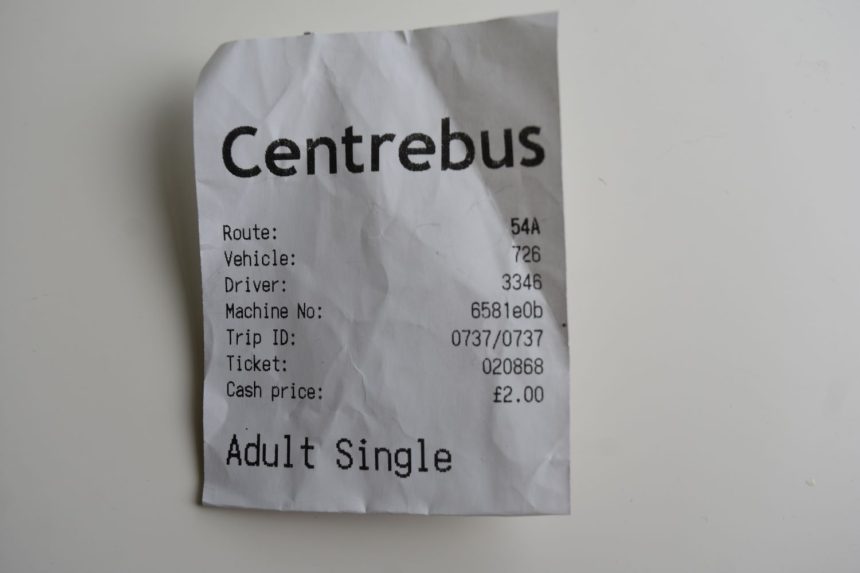 Centrebus
Route: 54A
Vehicle: 726
Driver: 3346
Machine No: 6581e0b
Trip ID: 0737/0737
Ticket: 020868
Cash price: £2.00
Adult Single